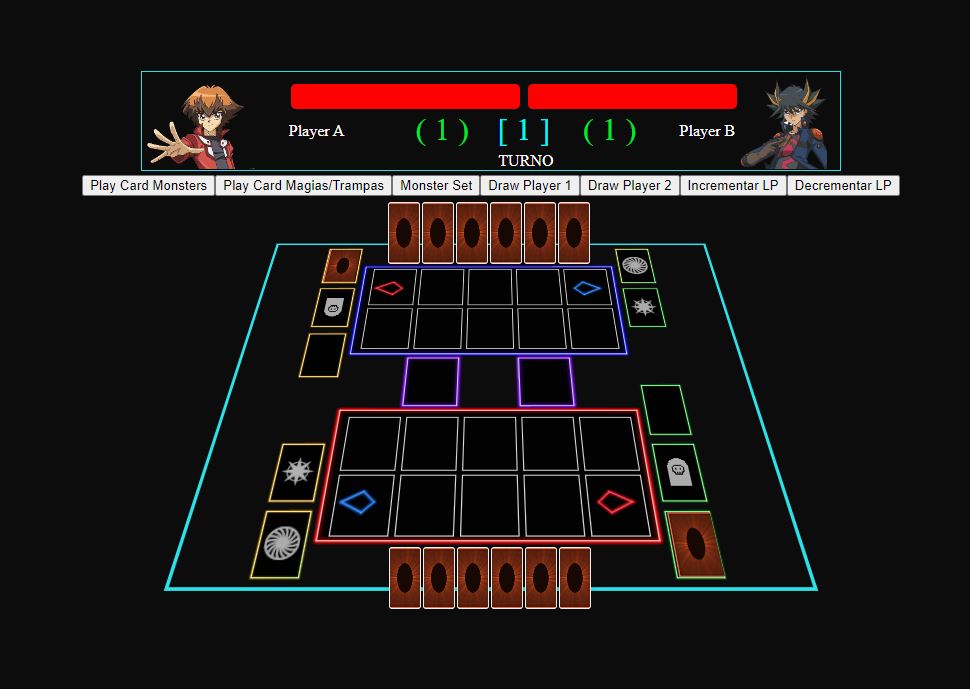 Player A ( 1 ) [ 1 ] ( 1 ) Player B
TURNO
Play Card Monsters Play Card Magias/Trampas Monster Set Draw Player 1 Draw Player 2 Incrementar LP Decrementar LP